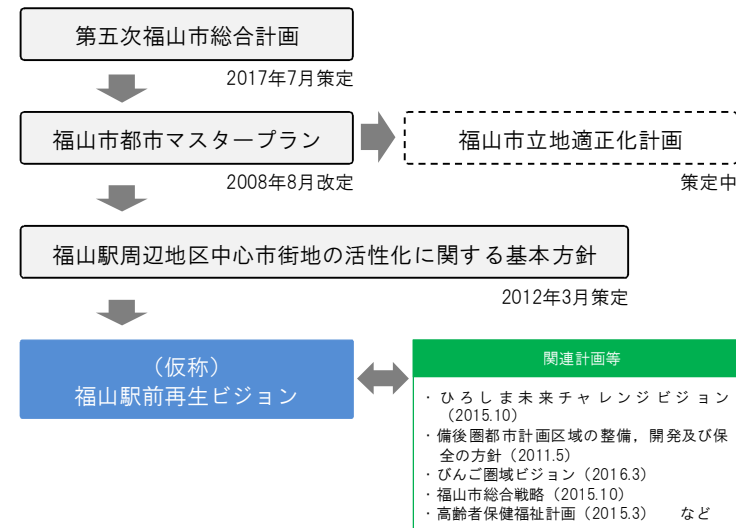 第五次福山市総合計画
2017年7月策定
福山市都市マスタープラン
福山市立地適正化計画
2008年8月改定
策定中
福山駅周辺地区中心市街地の活性化に関する基本方針
2012年3月策定
（仮称）
福山駅前再生ビジョン
関連計画等
・ひろしま未来チャレンジビジョン
（2015.10）
・備後圏都市計画区域の整備，開発及び保
全の方針（2011.5）
・びんご圏域ビジョン（2016.3）
・福山市総合戦略（2015.10）
・高齢者保健福祉計画（2015.3）　など